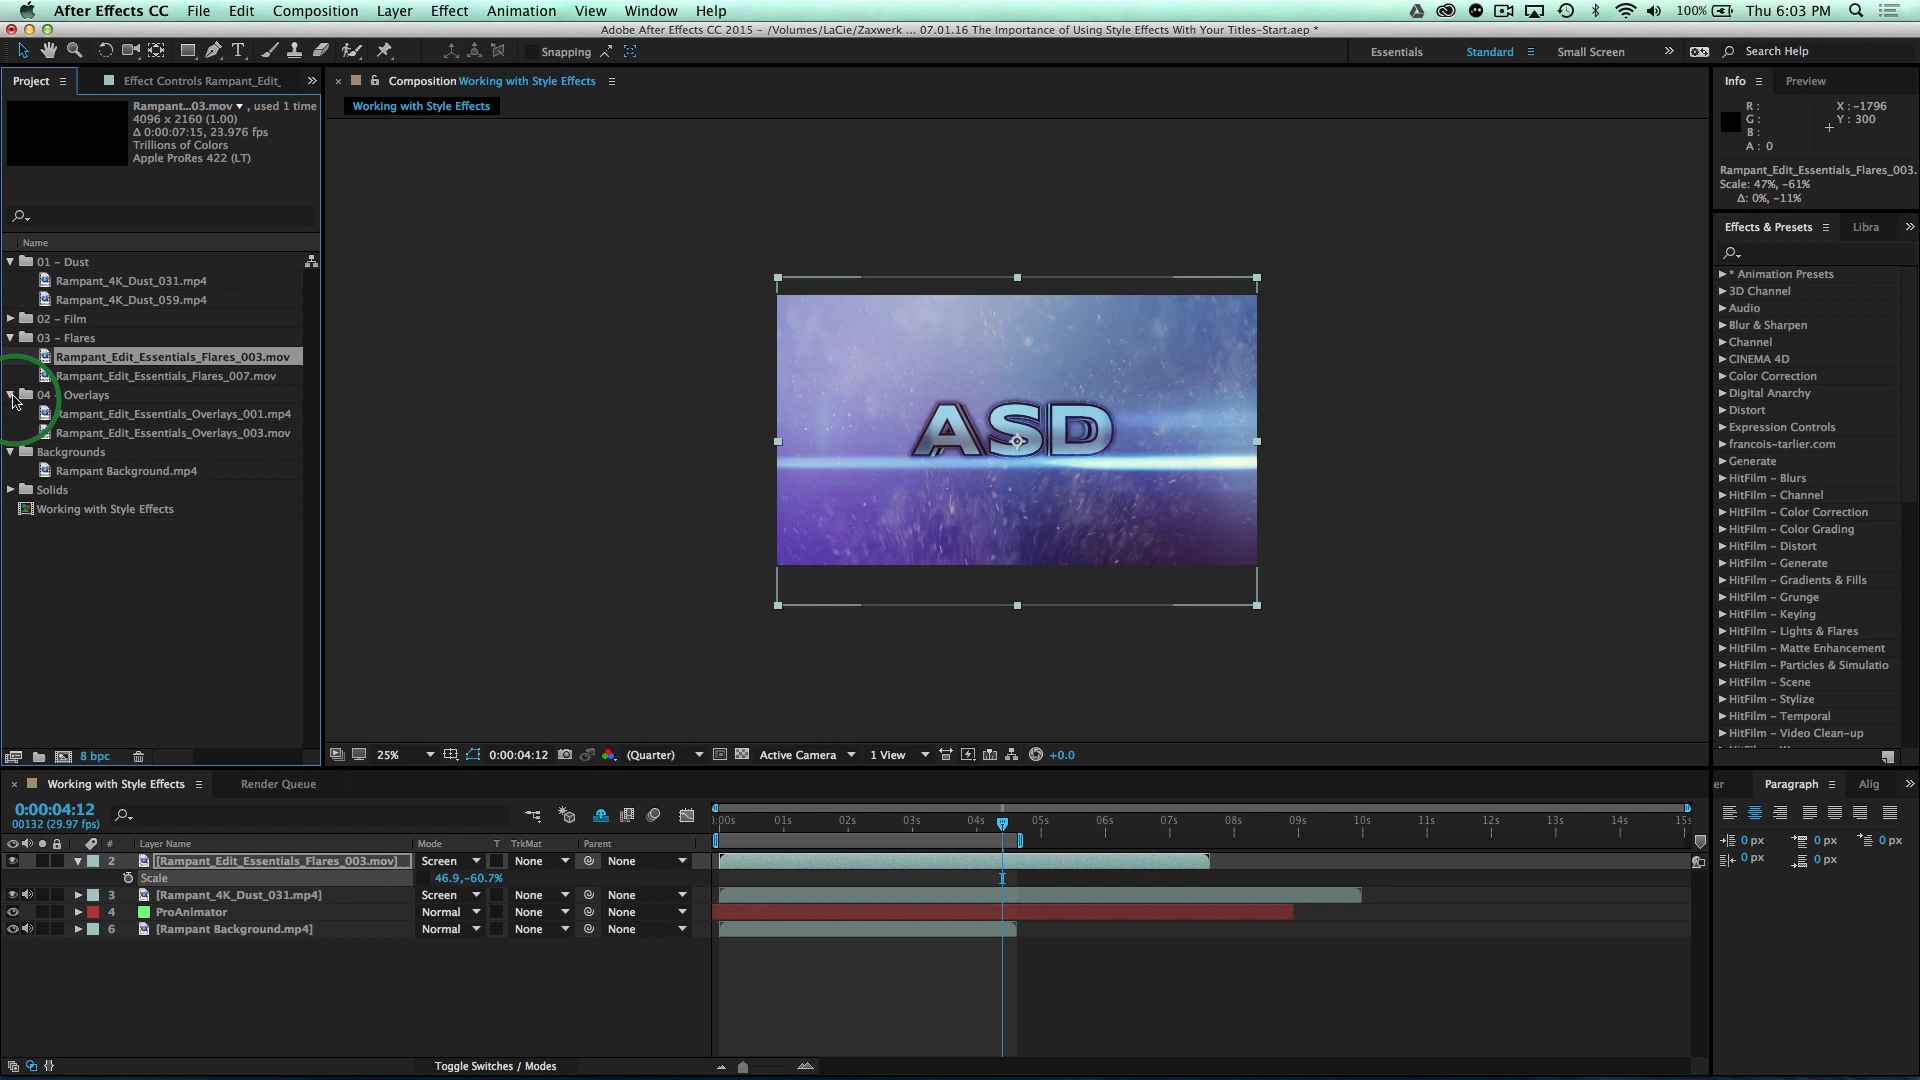 After Effects CC File Edit Composition Layer Effect Animation View Window Help 100% Thu 6:03 PM
Adobe After Effects CC 2015 – /Volumes/LaCie/Zaxwerk ... 07.01.16 The Importance of Using Style Effects With Your Titles–Start.aep *
T Snapping Essentials Standard Small Screen » Search Help
Project Effect Controls Rampant_Edit_ »
Rampant...03.mov , used 1 time
4096 x 2160 (1.00)
Δ 0:00:07:15, 23.976 fps
Trillions of Colors
Apple ProRes 422 (LT)
Name
01 – Dust
Rampant_4K_Dust_031.mp4
Rampant_4K_Dust_059.mp4
02 – Film
03 – Flares
Rampant_Edit_Essentials_Flares_003.mov
Rampant_Edit_Essentials_Flares_007.mov
04 – Overlays
Rampant_Edit_Essentials_Overlays_001.mp4
Rampant_Edit_Essentials_Overlays_003.mov
Backgrounds
Rampant Background.mp4
Solids
Working with Style Effects
8 bpc
× Composition Working with Style Effects
Working with Style Effects
ASD
25% 0:00:04:12 (Quarter) Active Camera 1 View +0.0
Info Preview
R :
G :
B :
A : 0
X : –1796
Y : 300
Rampant_Edit_Essentials_Flares_003.
Scale: 47%, –61%
Δ: 0%, –11%
Effects & Presets Libra »
* Animation Presets
3D Channel
Audio
Blur & Sharpen
Channel
CINEMA 4D
Color Correction
Digital Anarchy
Distort
Expression Controls
francois-tarlier.com
Generate
HitFilm – Blurs
HitFilm – Channel
HitFilm – Color Correction
HitFilm – Color Grading
HitFilm – Distort
HitFilm – Generate
HitFilm – Gradients & Fills
HitFilm – Grunge
HitFilm – Keying
HitFilm – Lights & Flares
HitFilm – Matte Enhancement
HitFilm – Particles & Simulatio
HitFilm – Scene
HitFilm – Stylize
HitFilm – Temporal
HitFilm – Video Clean-up
× Working with Style Effects Render Queue
0:00:04:12
00132 (29.97 fps)
:00s 01s 02s 03s 04s 05s 06s 07s 08s 09s 10s 11s 12s 13s 14s 15s
# Layer Name Mode T TrkMat Parent
2 [Rampant_Edit_Essentials_Flares_003.mov] Screen None None
Scale 46.9,–60.7%
3 [Rampant_4K_Dust_031.mp4] Screen None None
4 ProAnimator Normal None None
6 [Rampant Background.mp4] Normal None None
Toggle Switches / Modes
er Paragraph Alig »
0 px 0 px 0 px
0 px 0 px